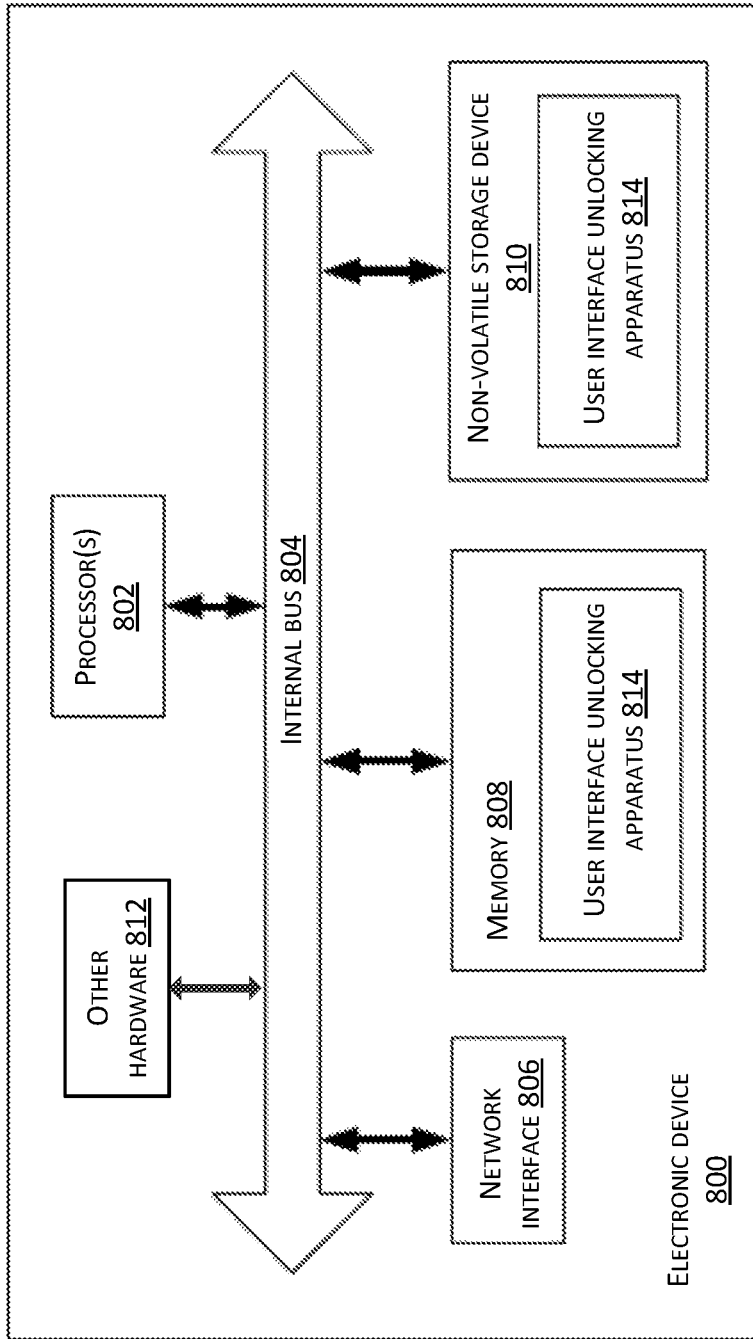 OTHER
HARDWARE 812
PROCESSOR(S)
802
INTERNAL BUS 804
NETWORK
INTERFACE 806
MEMORY 808
USER INTERFACE UNLOCKING
APPARATUS 814
NON-VOLATILE STORAGE DEVICE
810
USER INTERFACE UNLOCKING
APPARATUS 814
ELECTRONIC DEVICE
800